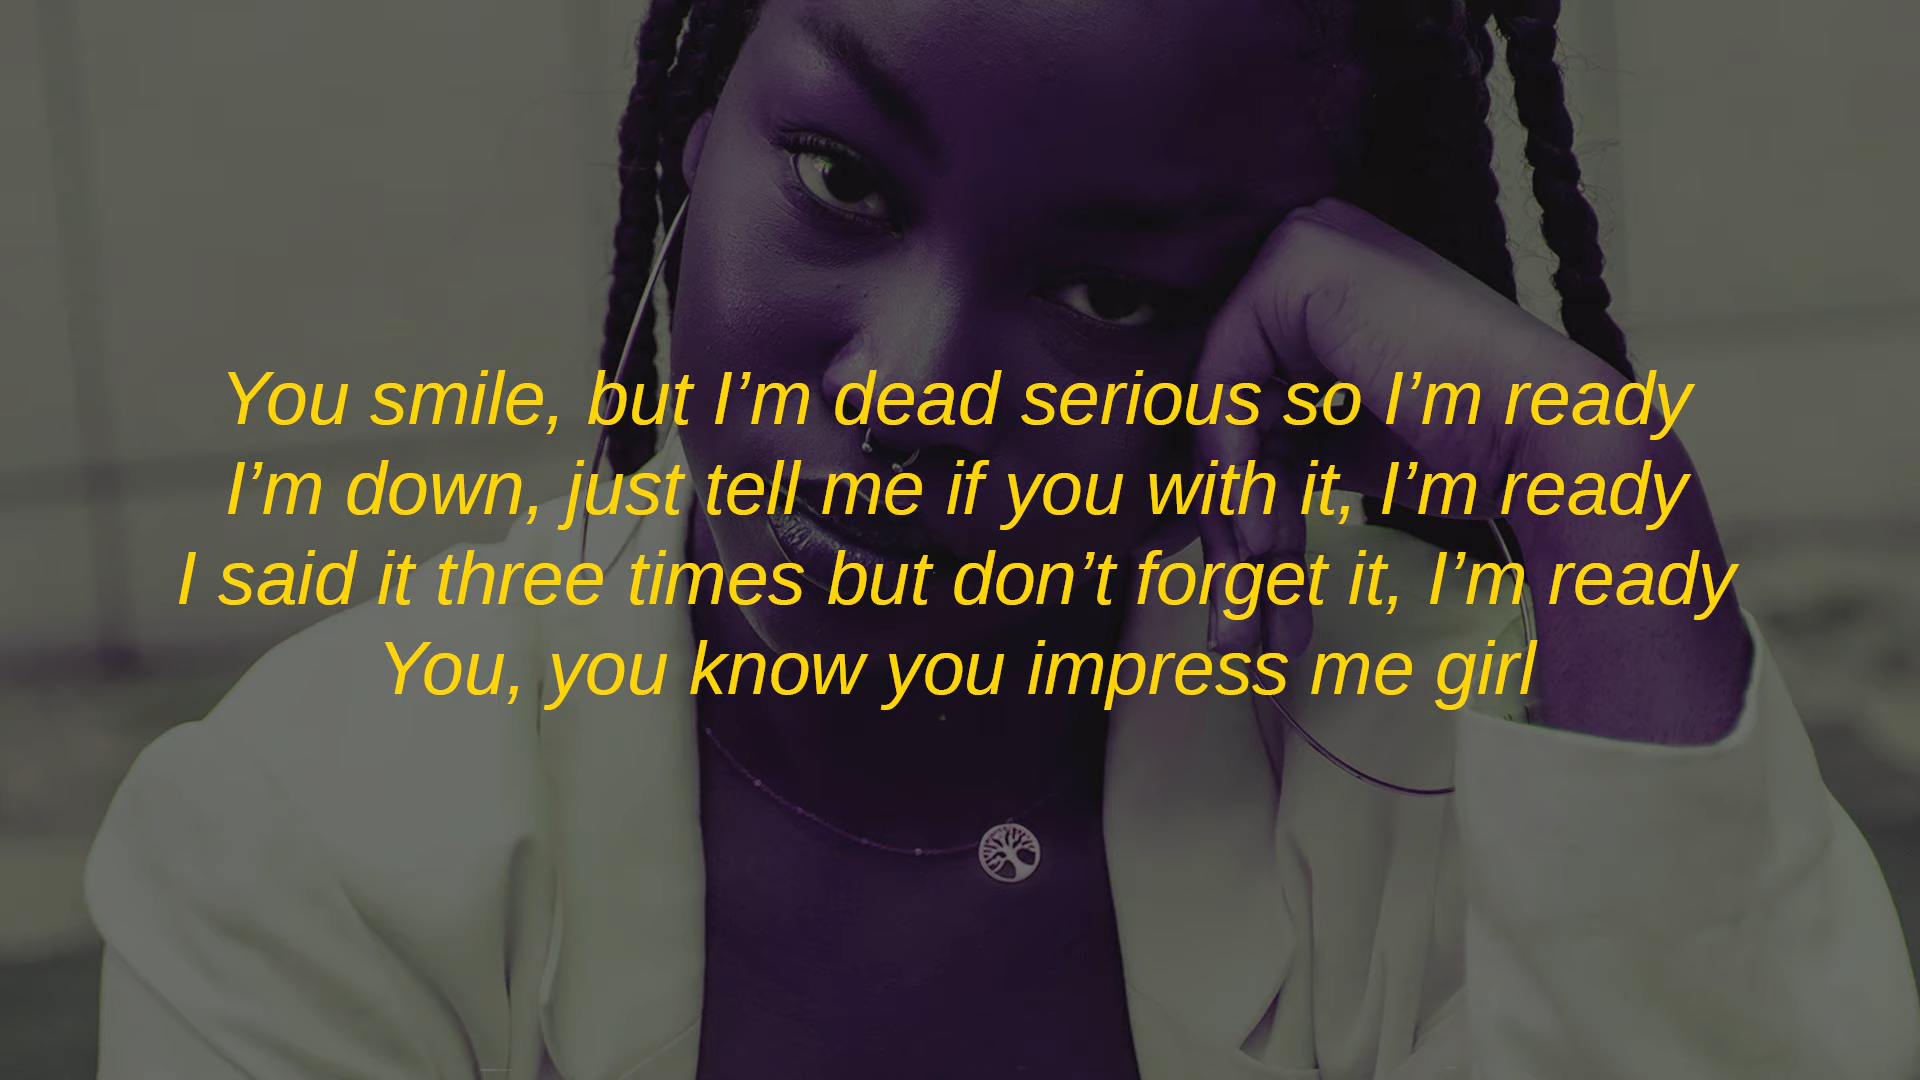 You smile, but I’m dead serious so I’m ready
I’m down, just tell me if you with it, I’m ready
I said it three times but don’t forget it, I’m ready
You, you know you impress me girl